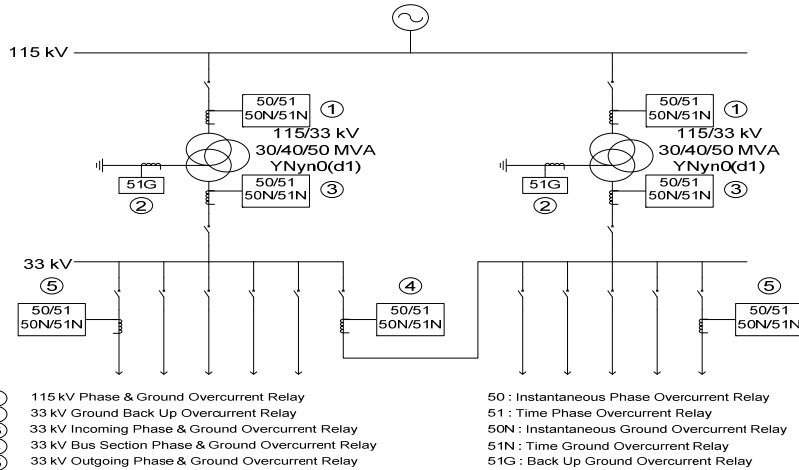 115 kV
50/51
50N/51N
1
115/33 kV
30/40/50 MVA
YNyn0(d1)
51G
2
50/51
50N/51N
3
50/51
50N/51N
1
115/33 kV
30/40/50 MVA
YNyn0(d1)
51G
2
50/51
50N/51N
3
33 kV
5
50/51
50N/51N
4
50/51
50N/51N
5
50/51
50N/51N
115 kV Phase & Ground Overcurrent Relay
33 kV Ground Back Up Overcurrent Relay
33 kV Incoming Phase & Ground Overcurrent Relay
33 kV Bus Section Phase & Ground Overcurrent Relay
33 kV Outgoing Phase & Ground Overcurrent Relay
50 : Instantaneous Phase Overcurrent Relay
51 : Time Phase Overcurrent Relay
50N : Instantaneous Ground Overcurrent Relay
51N : Time Ground Overcurrent Relay
51G : Back Up Ground Overcurrent Relay